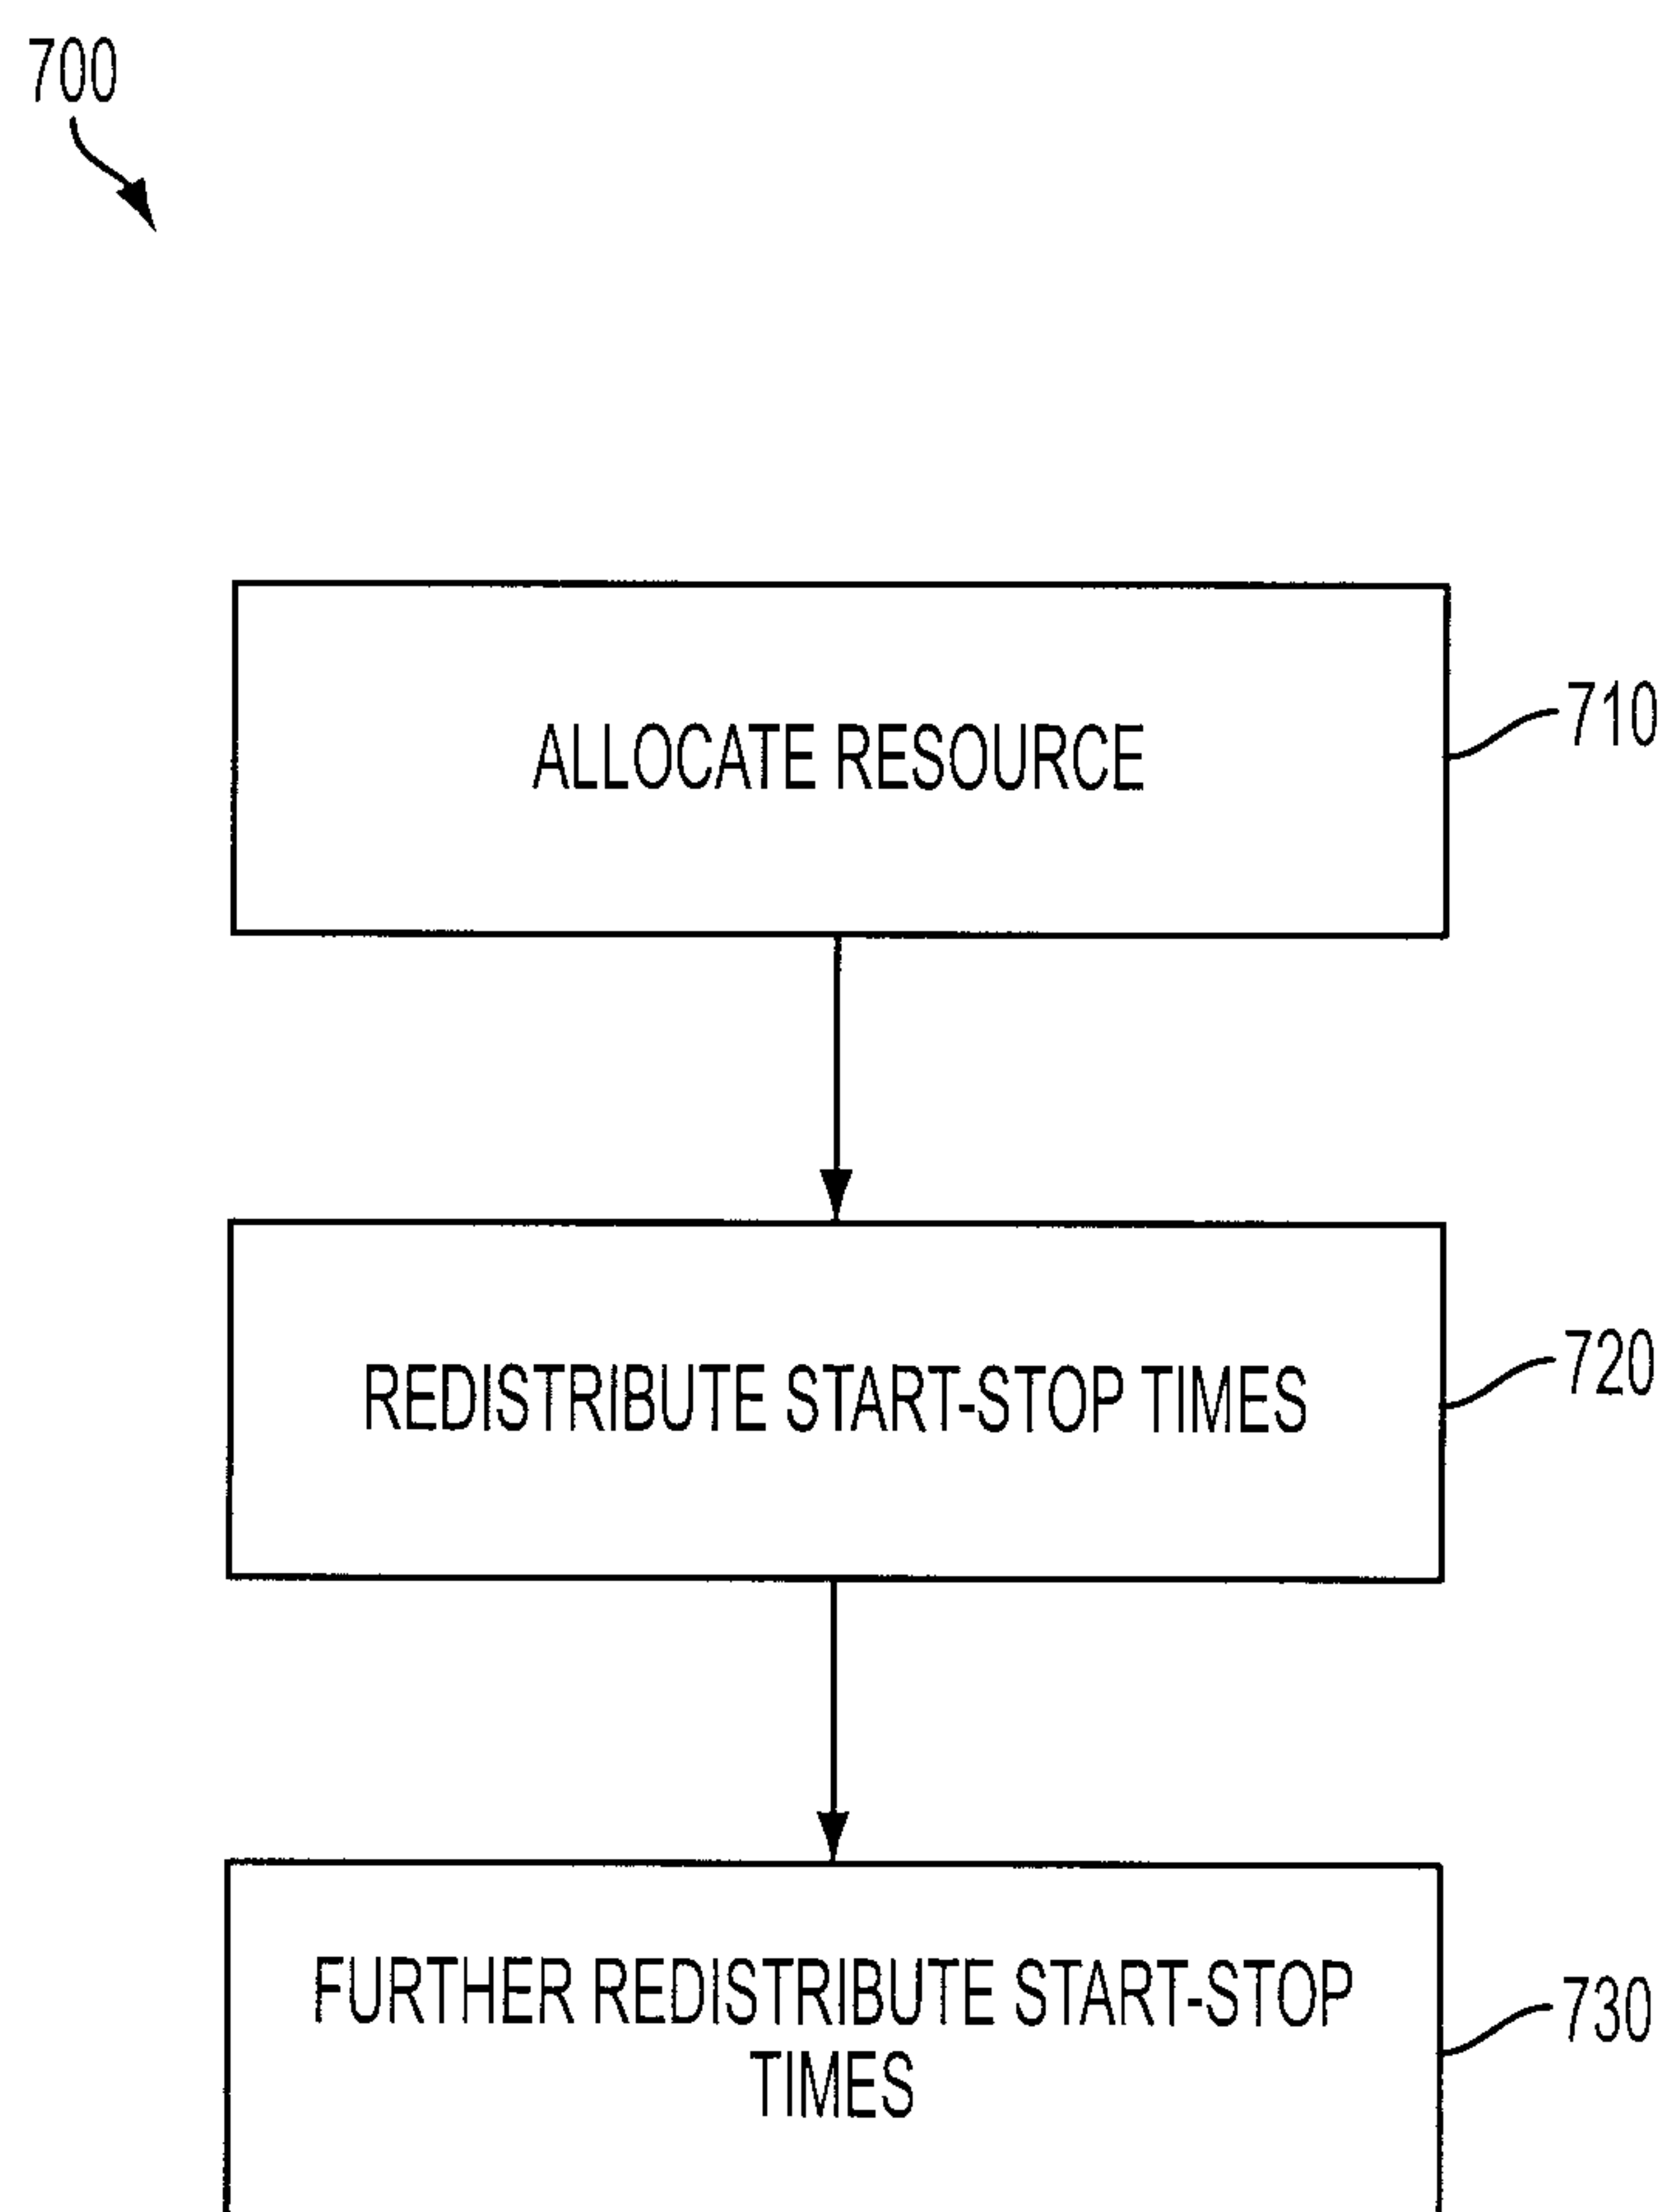 700
ALLOCATE RESOURCE
710
REDISTRIBUTE START-STOP TIMES
720
FURTHER REDISTRIBUTE START-STOP
TIMES
730